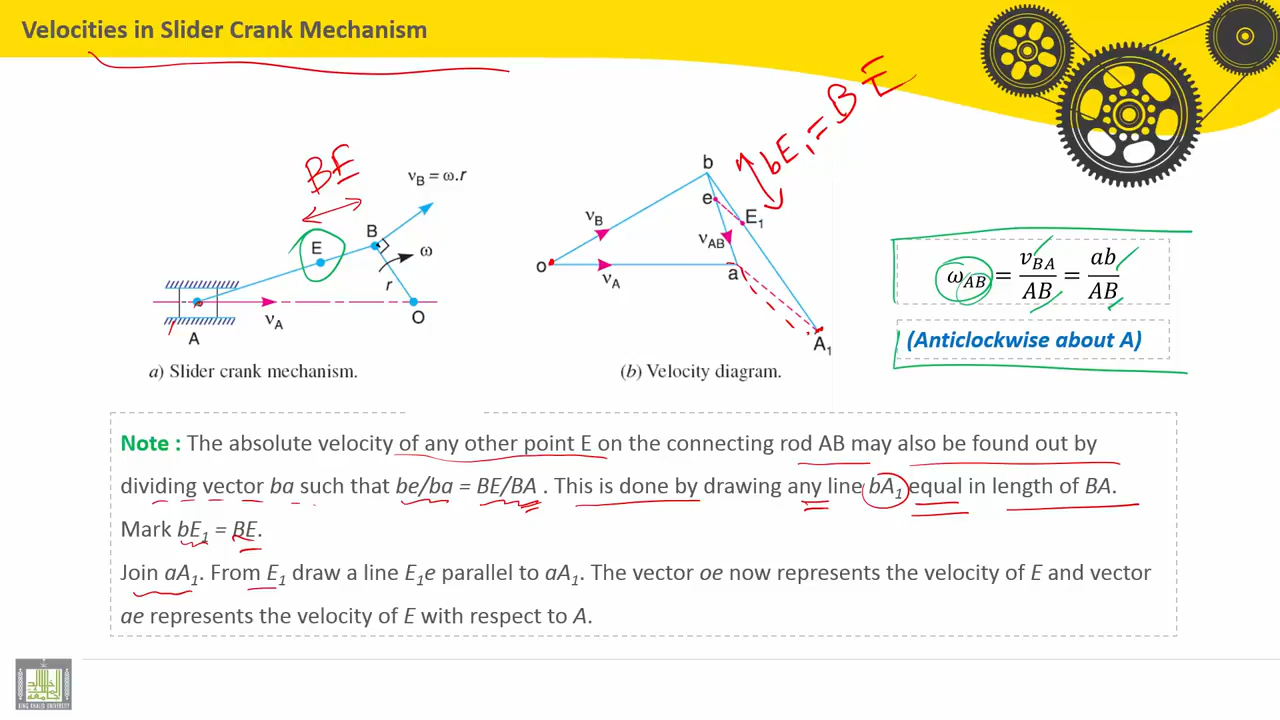 Velocities in Slider Crank Mechanism
BE
v_B = ω.r
E
B
ω
r
v_A
O
A
a) Slider crank mechanism.
bE₁ = BE
b
e
E₁
v_B
v_AB
o
v_A
a
A₁
(b) Velocity diagram.
ω_AB = v_BA / AB = ab / AB
(Anticlockwise about A)
Note : The absolute velocity of any other point E on the connecting rod AB may also be found out by
dividing vector ba such that be/ba = BE/BA . This is done by drawing any line bA₁ equal in length of BA.
Mark bE₁ = BE.
Join aA₁. From E₁ draw a line E₁e parallel to aA₁. The vector oe now represents the velocity of E and vector
ae represents the velocity of E with respect to A.
KING KHALID UNIVERSITY